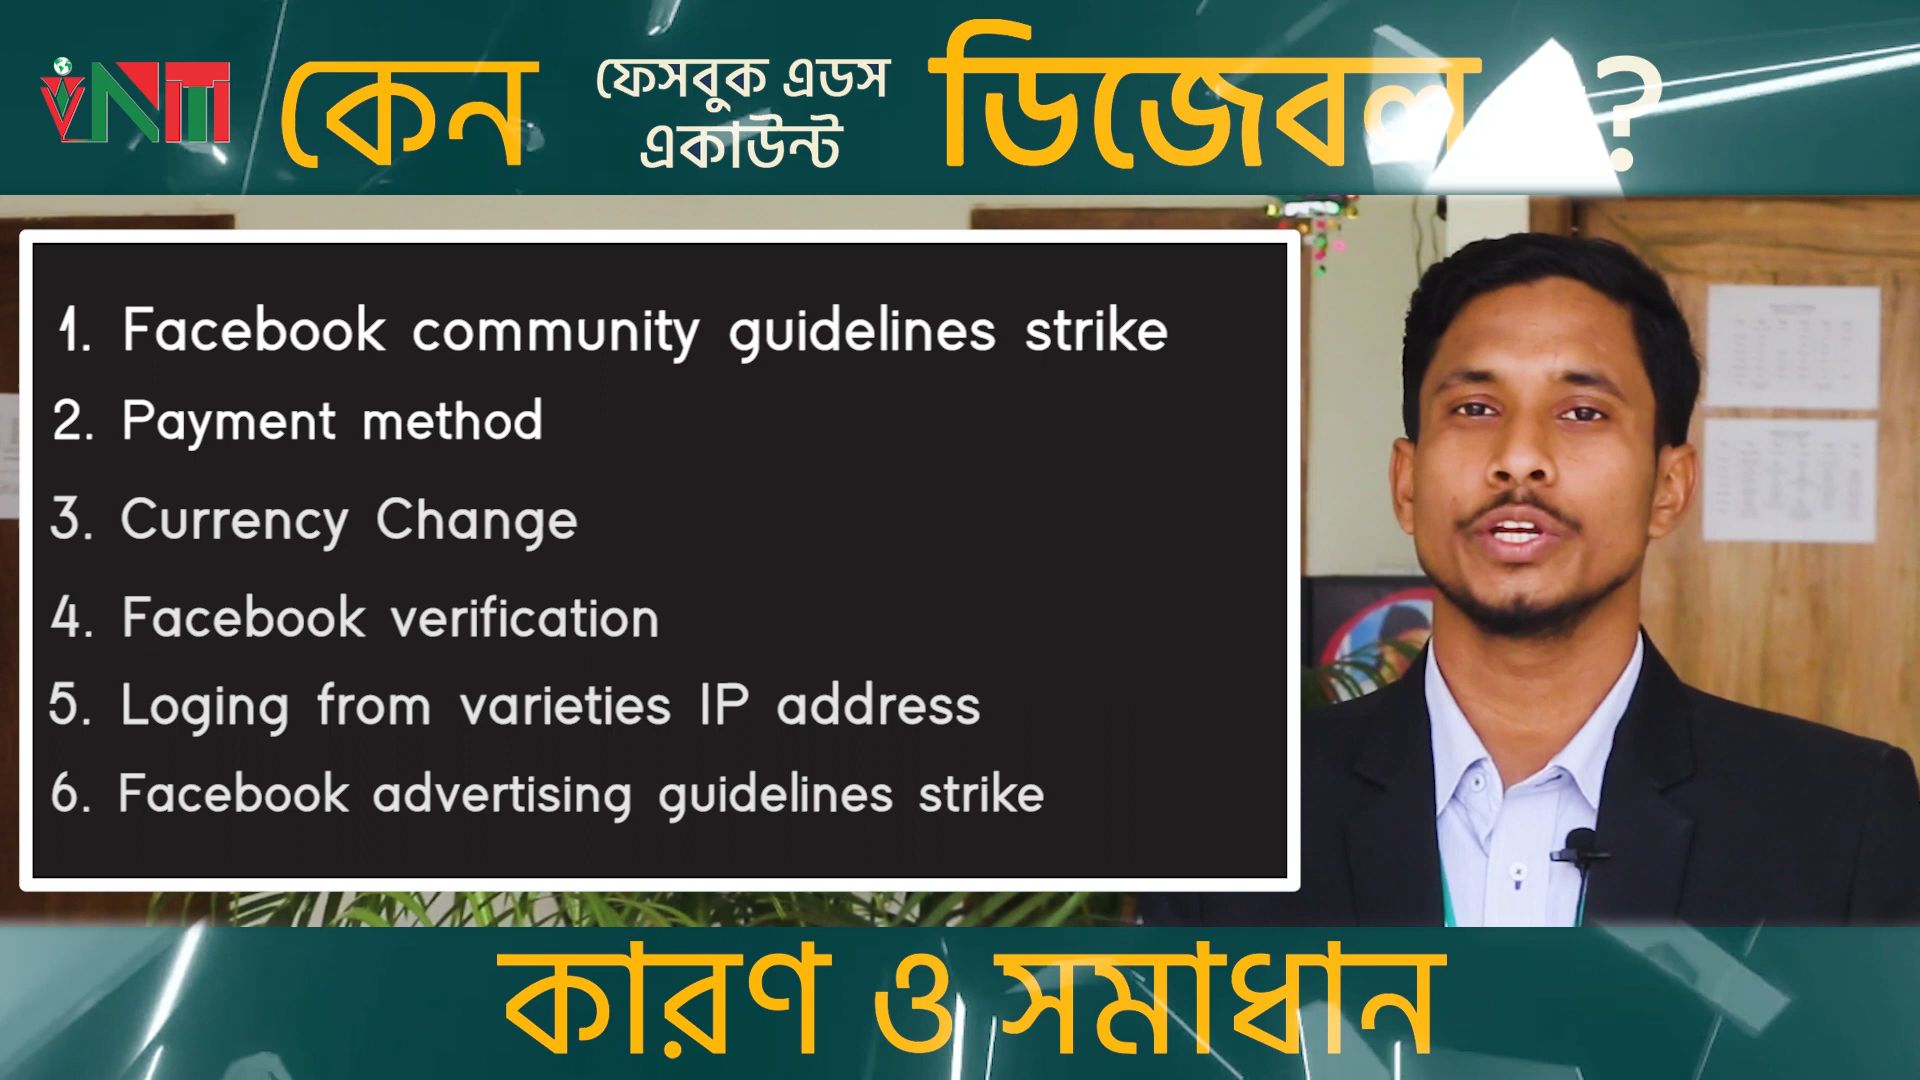 VNTI
কেন ফেসবুক এডস একাউন্ট ডিজেবল ?
1. Facebook community guidelines strike
2. Payment method
3. Currency Change
4. Facebook verification
5. Loging from varieties IP address
6. Facebook advertising guidelines strike
কারণ ও সমাধান